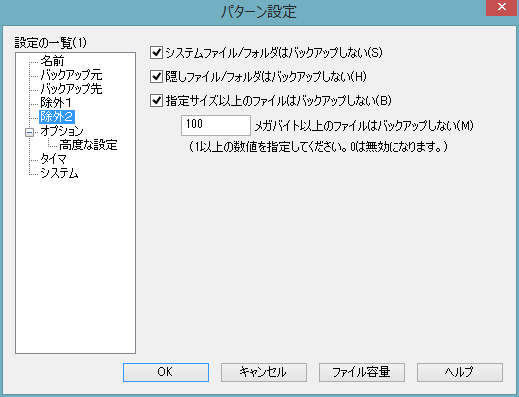 パターン設定
設定の一覧(1)
名前
バックアップ元
バックアップ先
除外1
除外2
オプション
高度な設定
タイマ
システム
システムファイル/フォルダはバックアップしない(S)
隠しファイル/フォルダはバックアップしない(H)
指定サイズ以上のファイルはバックアップしない(B)
100 メガバイト以上のファイルはバックアップしない(M)
(1以上の数値を指定してください。0は無効になります。)
OK キャンセル ファイル容量 ヘルプ